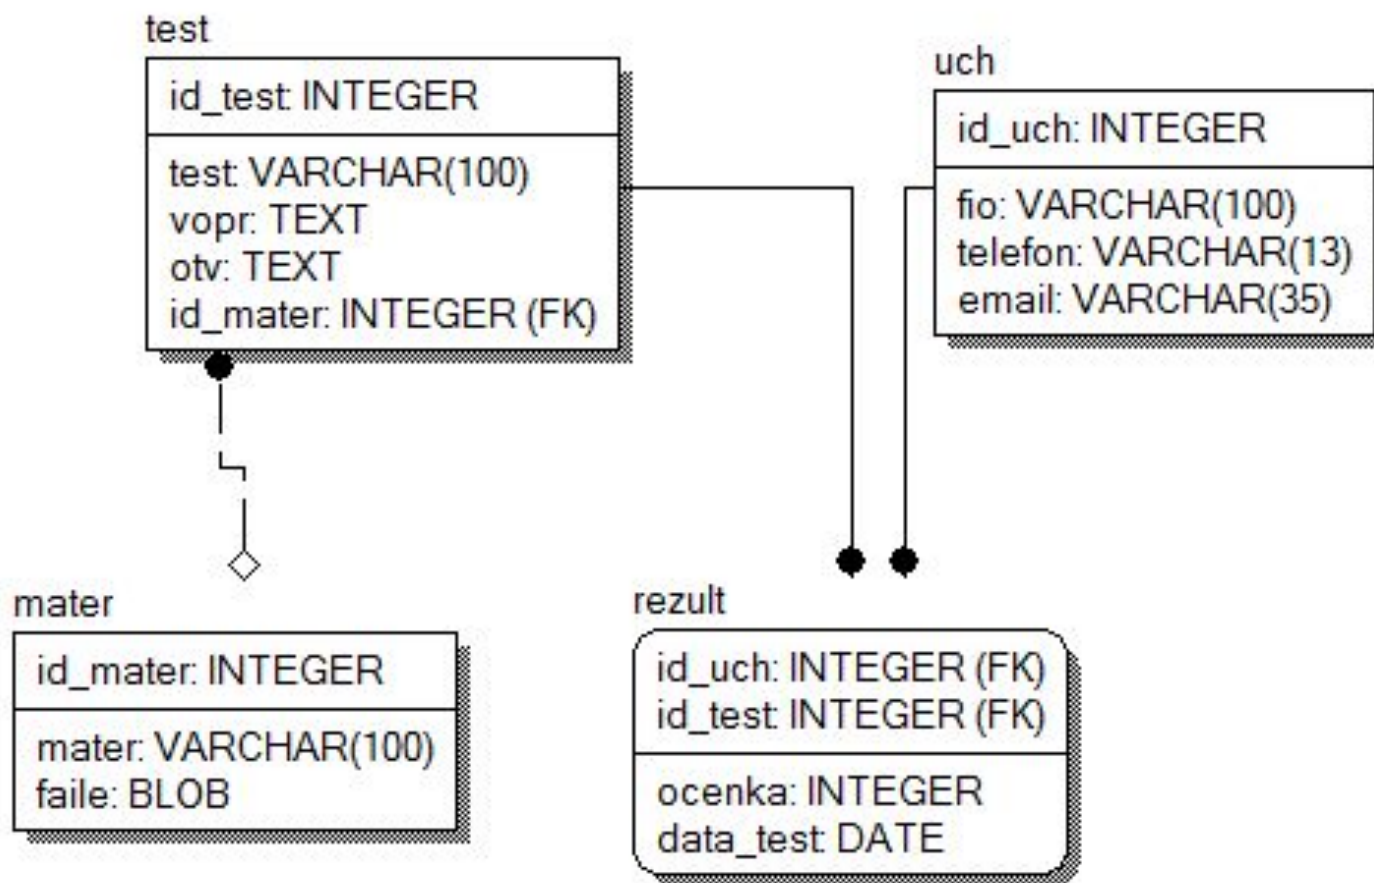 test
id_test: INTEGER
test: VARCHAR(100)
vopr: TEXT
otv: TEXT
id_mater: INTEGER (FK)
uch
id_uch: INTEGER
fio: VARCHAR(100)
telefon: VARCHAR(13)
email: VARCHAR(35)
mater
id_mater: INTEGER
mater: VARCHAR(100)
faile: BLOB
rezult
id_uch: INTEGER (FK)
id_test: INTEGER (FK)
ocenka: INTEGER
data_test: DATE